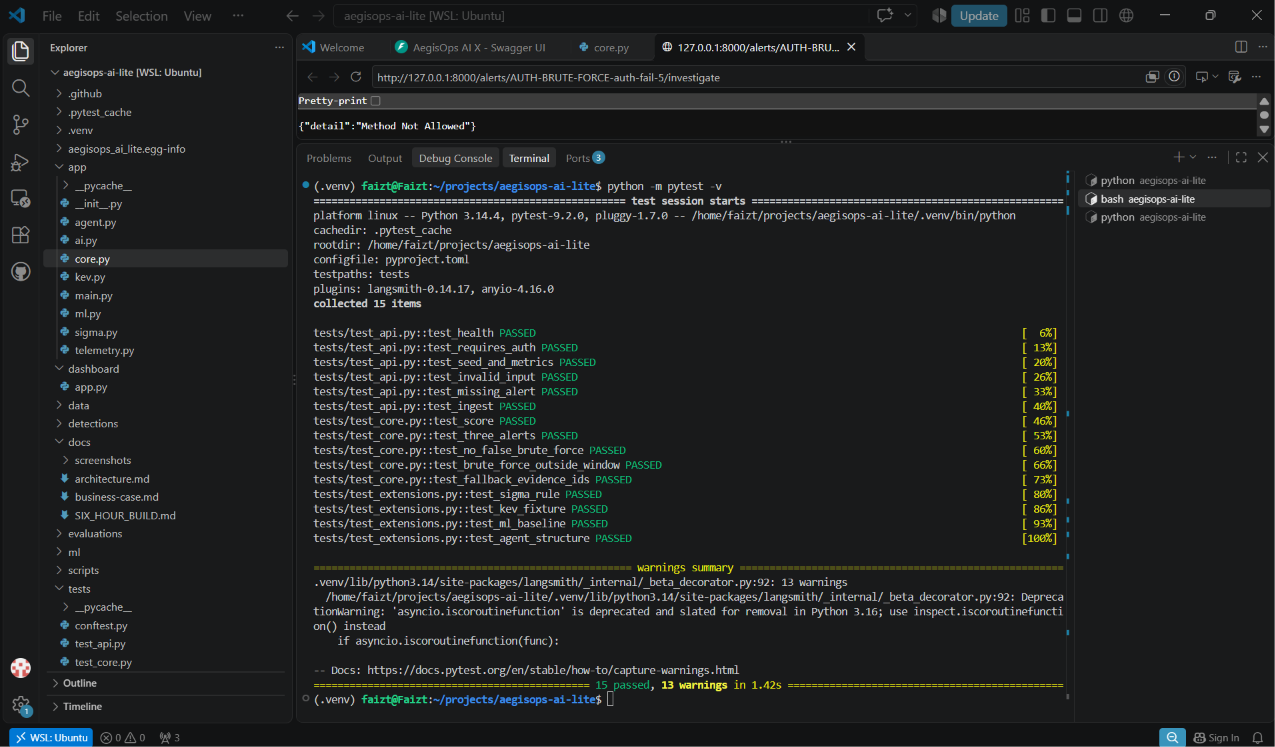 File Edit Selection View ··· aegisops-ai-lite [WSL: Ubuntu] Update
Explorer ···
aegisops-ai-lite [WSL: Ubuntu]
.github
.pytest_cache
.venv
aegisops_ai_lite.egg-info
app
__pycache__
__init__.py
agent.py
ai.py
core.py
kev.py
main.py
ml.py
sigma.py
telemetry.py
dashboard
app.py
data
detections
docs
screenshots
architecture.md
business-case.md
SIX_HOUR_BUILD.md
evaluations
ml
scripts
tests
__pycache__
conftest.py
test_api.py
test_core.py
Outline
Timeline
1
Welcome AegisOps AI X - Swagger UI core.py 127.0.0.1:8000/alerts/AUTH-BRU...
http://127.0.0.1:8000/alerts/AUTH-BRUTE-FORCE-auth-fail-5/investigate
Pretty-print
{"detail":"Method Not Allowed"}
Problems Output Debug Console Terminal Ports 3
(.venv) faizt@Faizt:~/projects/aegisops-ai-lite$ python -m pytest -v
==================================================== test session starts ====================================================
platform linux -- Python 3.14.4, pytest-9.2.0, pluggy-1.7.0 -- /home/faizt/projects/aegisops-ai-lite/.venv/bin/python
cachedir: .pytest_cache
rootdir: /home/faizt/projects/aegisops-ai-lite
configfile: pyproject.toml
testpaths: tests
plugins: langsmith-0.14.17, anyio-4.16.0
collected 15 items
tests/test_api.py::test_health PASSED [  6%]
tests/test_api.py::test_requires_auth PASSED [ 13%]
tests/test_api.py::test_seed_and_metrics PASSED [ 20%]
tests/test_api.py::test_invalid_input PASSED [ 26%]
tests/test_api.py::test_missing_alert PASSED [ 33%]
tests/test_api.py::test_ingest PASSED [ 40%]
tests/test_core.py::test_score PASSED [ 46%]
tests/test_core.py::test_three_alerts PASSED [ 53%]
tests/test_core.py::test_no_false_brute_force PASSED [ 60%]
tests/test_core.py::test_brute_force_outside_window PASSED [ 66%]
tests/test_core.py::test_fallback_evidence_ids PASSED [ 73%]
tests/test_extensions.py::test_sigma_rule PASSED [ 80%]
tests/test_extensions.py::test_kev_fixture PASSED [ 86%]
tests/test_extensions.py::test_ml_baseline PASSED [ 93%]
tests/test_extensions.py::test_agent_structure PASSED [100%]
===================================================== warnings summary ======================================================
.venv/lib/python3.14/site-packages/langsmith/_internal/_beta_decorator.py:92: 13 warnings
/home/faizt/projects/aegisops-ai-lite/.venv/lib/python3.14/site-packages/langsmith/_internal/_beta_decorator.py:92: Depreca
tionWarning: 'asyncio.iscoroutinefunction' is deprecated and slated for removal in Python 3.16; use inspect.iscoroutinefuncti
on() instead
if asyncio.iscoroutinefunction(func):
-- Docs: https://docs.pytest.org/en/stable/how-to/capture-warnings.html
============================================== 15 passed, 13 warnings in 1.42s ==============================================
(.venv) faizt@Faizt:~/projects/aegisops-ai-lite$
python aegisops-ai-lite
bash aegisops-ai-lite
python aegisops-ai-lite
WSL: Ubuntu 0 0 3 Sign In